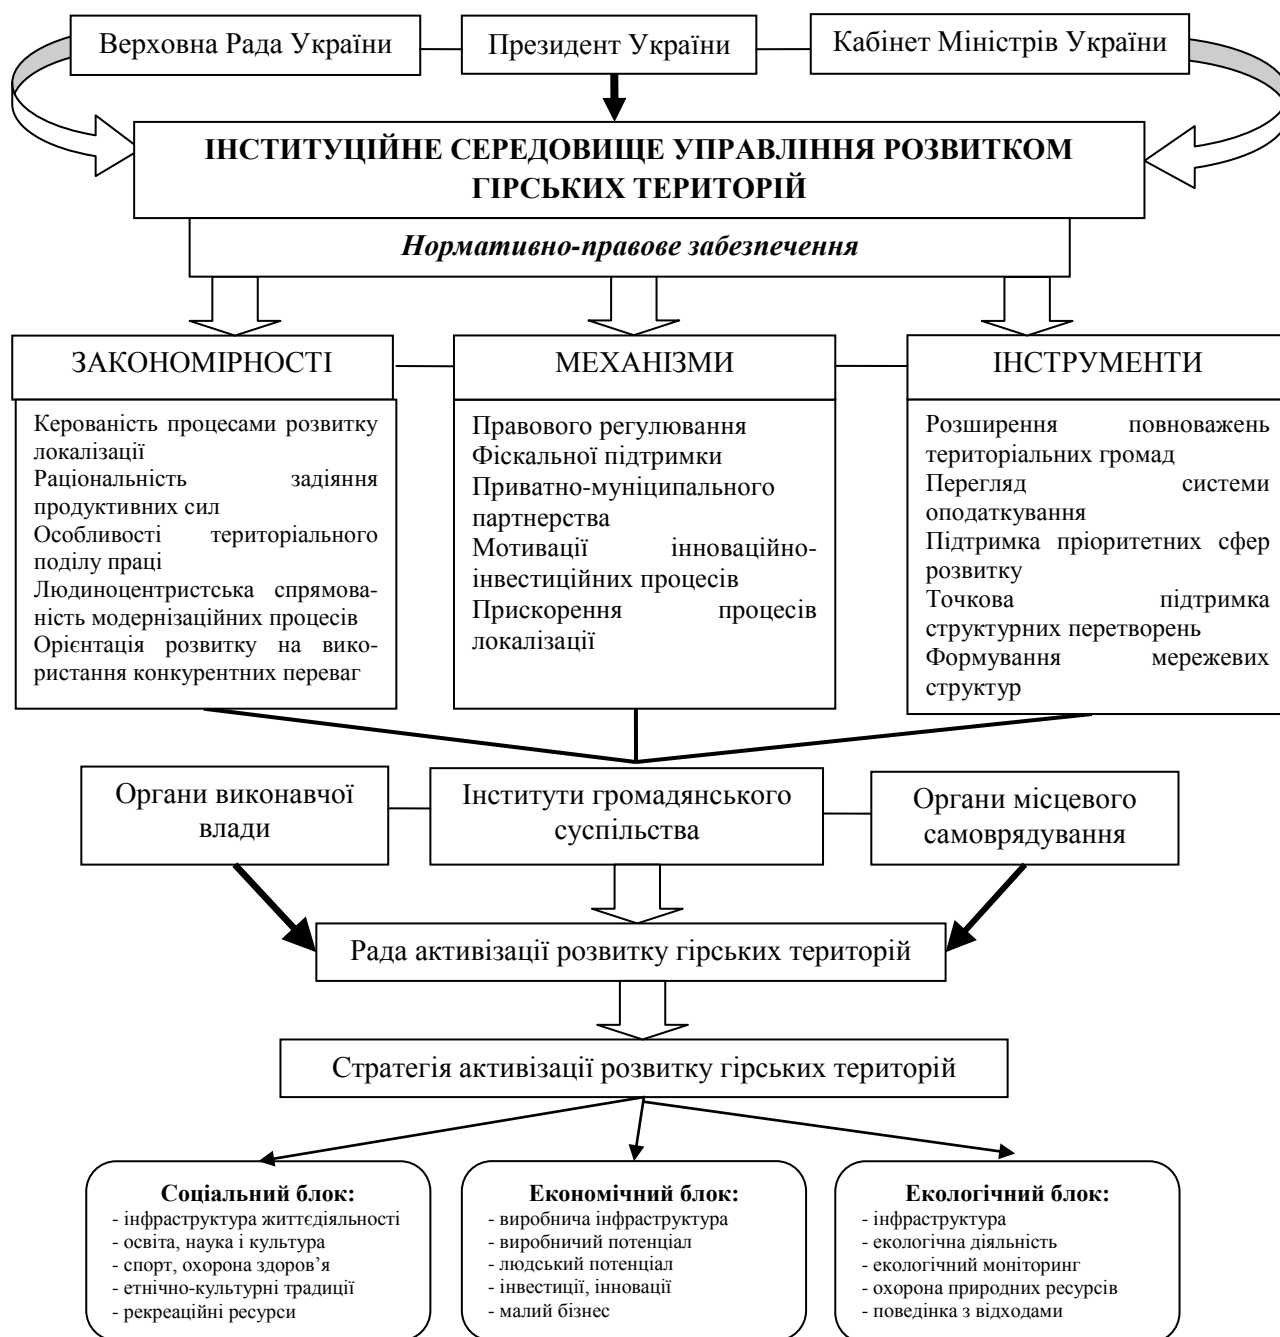 Верховна Рада України
Президент України
Кабінет Міністрів України
ІНСТИТУЦІЙНЕ СЕРЕДОВИЩЕ УПРАВЛІННЯ РОЗВИТКОМ
ГІРСЬКИХ ТЕРИТОРІЙ
Нормативно-правове забезпечення
ЗАКОНОМІРНОСТІ
Керованість процесами розвитку
локалізації
Раціональність задіяння
продуктивних сил
Особливості територіального
поділу праці
Людиноцентристська спрямова-
ність модернізаційних процесів
Орієнтація розвитку на вико-
ристання конкурентних переваг
МЕХАНІЗМИ
Правового регулювання
Фіскальної підтримки
Приватно-муніципального
партнерства
Мотивації інноваційно-
інвестиційних процесів
Прискорення процесів
локалізації
ІНСТРУМЕНТИ
Розширення повноважень
територіальних громад
Перегляд системи
оподаткування
Підтримка пріоритетних сфер
розвитку
Точкова підтримка
структурних перетворень
Формування мережевих
структур
Органи виконавчої
влади
Інститути громадянського
суспільства
Органи місцевого
самоврядування
Рада активізації розвитку гірських територій
Стратегія активізації розвитку гірських територій
Соціальний блок:
- інфраструктура життєдіяльності
- освіта, наука і культура
- спорт, охорона здоров’я
- етнічно-культурні традиції
- рекреаційні ресурси
Економічний блок:
- виробнича інфраструктура
- виробничий потенціал
- людський потенціал
- інвестиції, інновації
- малий бізнес
Екологічний блок:
- інфраструктура
- екологічна діяльність
- екологічний моніторинг
- охорона природних ресурсів
- поведінка з відходами